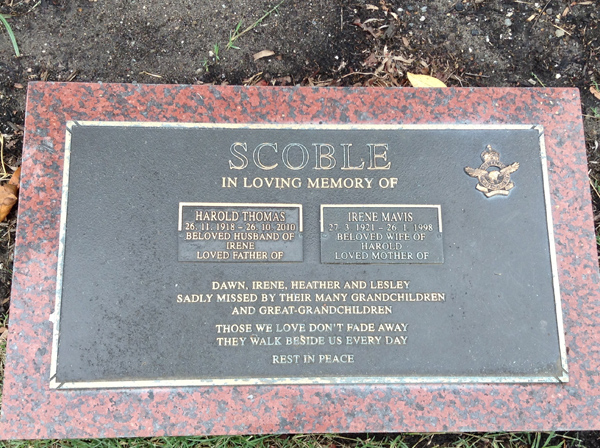 SCOBLE
IN LOVING MEMORY OF
HAROLD THOMAS
26. 11. 1918 - 26. 10. 2010
BELOVED HUSBAND OF
IRENE
LOVED FATHER OF
IRENE MAVIS
27. 3. 1921 - 26. 1. 1998
BELOVED WIFE OF
HAROLD
LOVED MOTHER OF
DAWN, IRENE, HEATHER AND LESLEY
SADLY MISSED BY THEIR MANY GRANDCHILDREN
AND GREAT-GRANDCHILDREN
THOSE WE LOVE DON'T FADE AWAY
THEY WALK BESIDE US EVERY DAY
REST IN PEACE